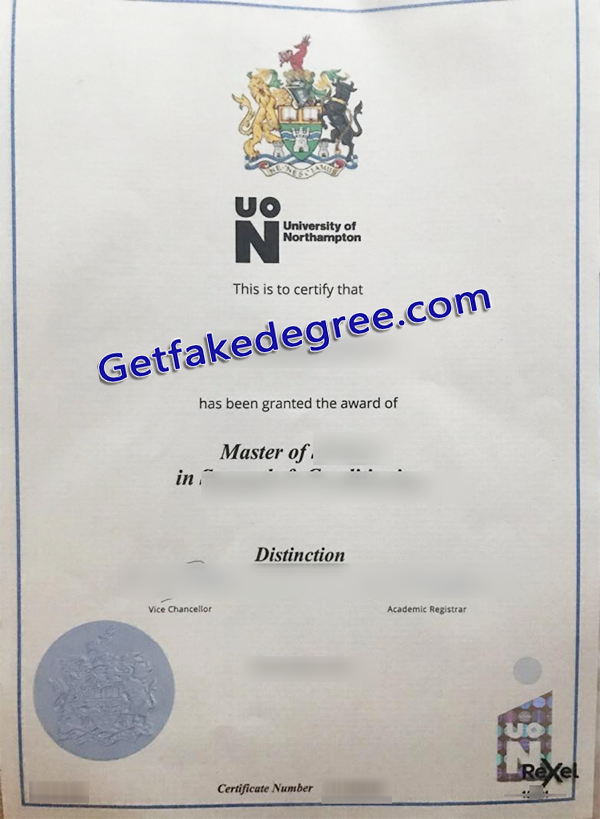 UON
University of
Northampton
This is to certify that
Getfakedegree.com
has been granted the award of
Master of
in
Distinction
Vice Chancellor
Academic Registrar
UON
Rexel
Certificate Number